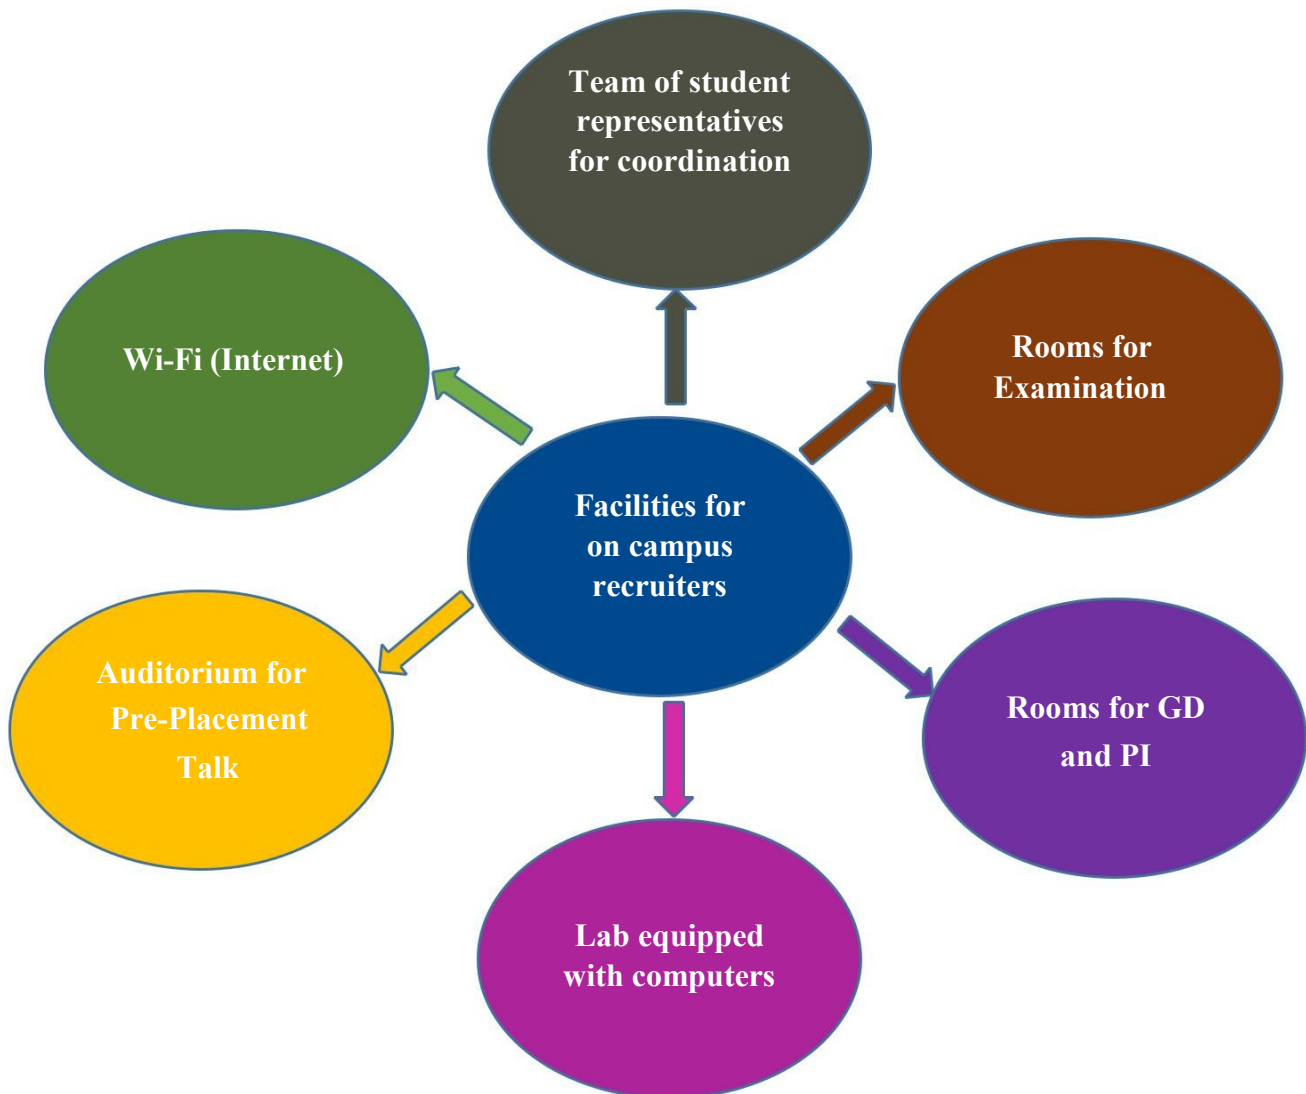 Team of student
representatives
for coordination
Wi-Fi (Internet)
Rooms for
Examination
Facilities for
on campus
recruiters
Auditorium for
Pre-Placement
Talk
Rooms for GD
and PI
Lab equipped
with computers